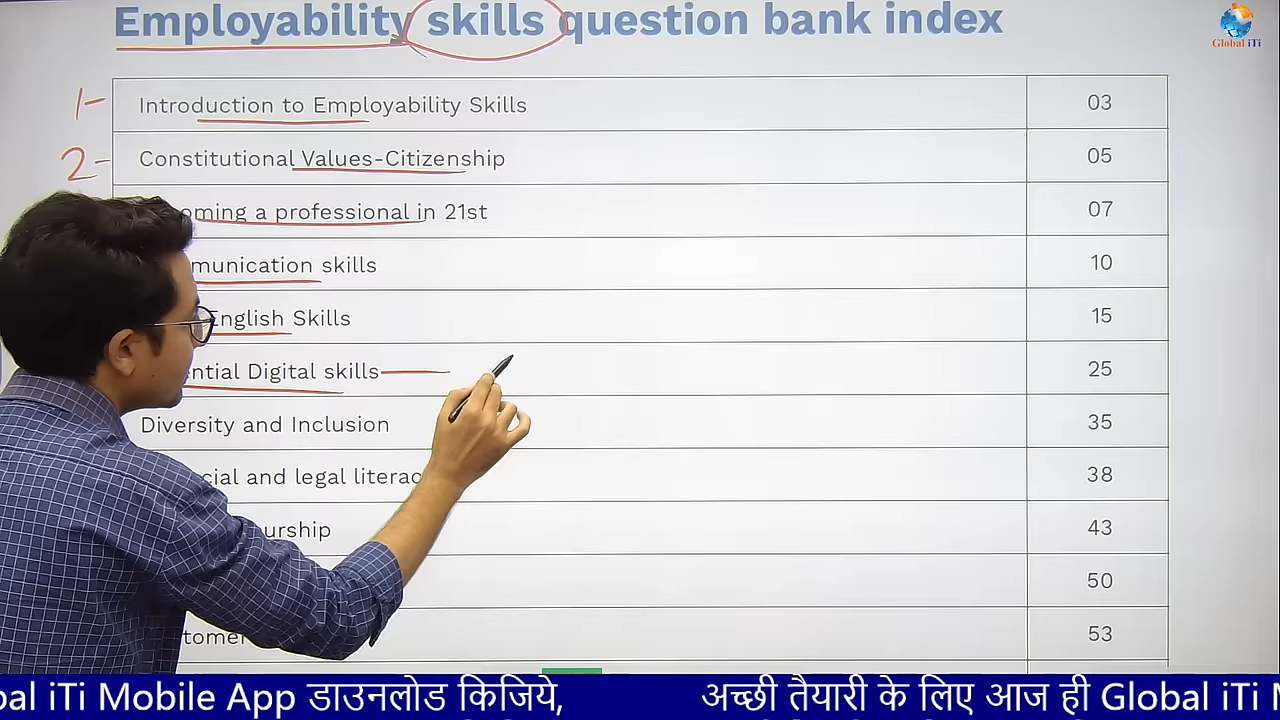 Employability skills question bank index
Global iTi
1- Introduction to Employability Skills 03
2- Constitutional Values-Citizenship 05
oming a professional in 21st 07
munication skills 10
English Skills 15
ntial Digital skills 25
Diversity and Inclusion 35
cial and legal literac 38
urship 43
50
tomer 53
bal iTi Mobile App डाउनलोड किजिये, अच्छी तैयारी के लिए आज ही Global iTi M